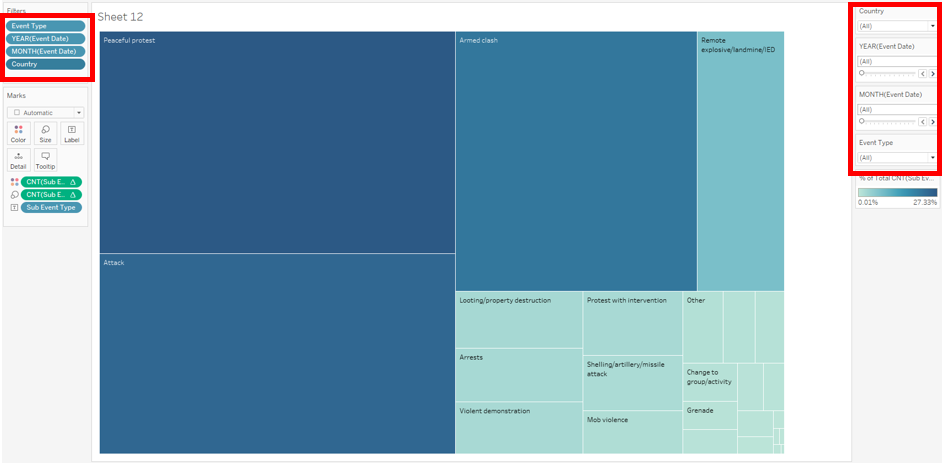 Filters
Event Type
YEAR(Event Date)
MONTH(Event Date)
Country
Marks
Automatic
Color
Size
Label
Detail
Tooltip
CNT(Sub E..
CNT(Sub E..
Sub Event Type
Sheet 12
Peaceful protest
Attack
Armed clash
Remote
explosive/landmine/IED
Looting/property destruction
Arrests
Violent demonstration
Protest with intervention
Shelling/artillery/missile
attack
Mob violence
Other
Change to
group/activity
Grenade
Country
(All)
YEAR(Event Date)
(All)
MONTH(Event Date)
(All)
Event Type
(All)
% of Total CNT(Sub Ev...
0.01%
27.33%